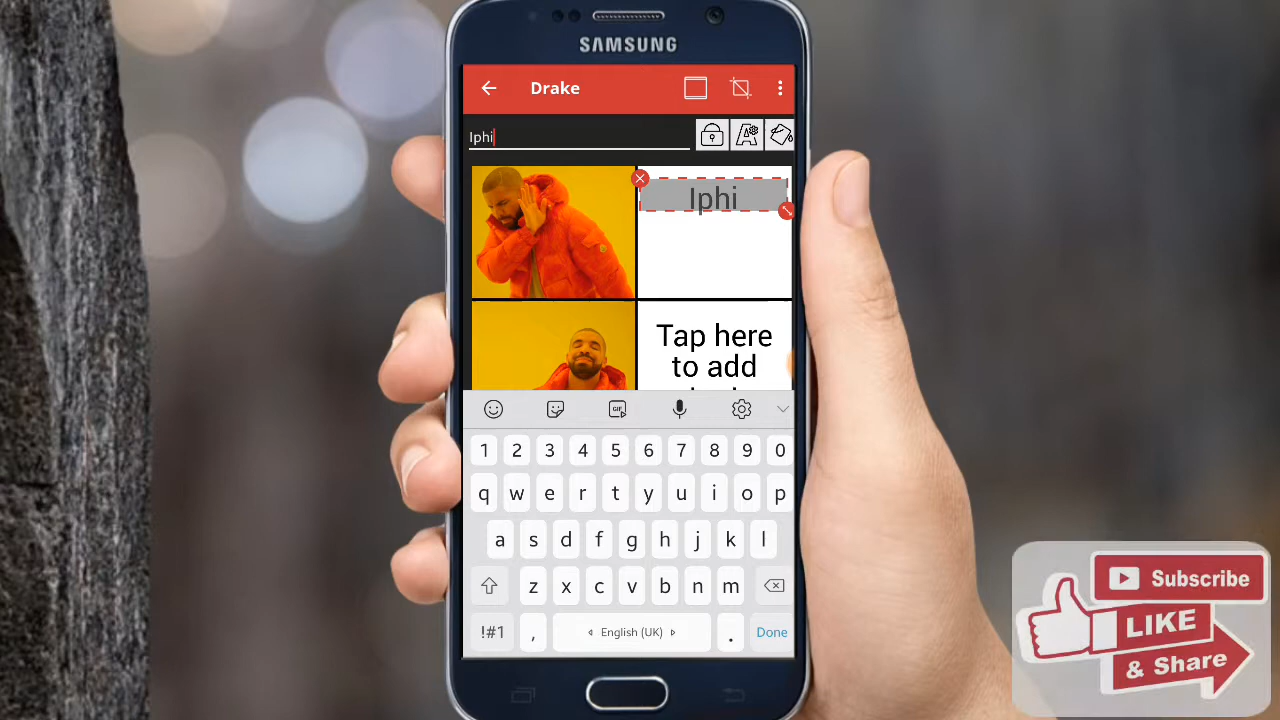 SAMSUNG
Drake
Iphi
Iphi
Tap here
to add
GIF
1 2 3 4 5 6 7 8 9 0
q w e r t y u i o p
a s d f g h j k l
z x c v b n m
!#1 , English (UK) . Done
Subscribe
LIKE
& Share